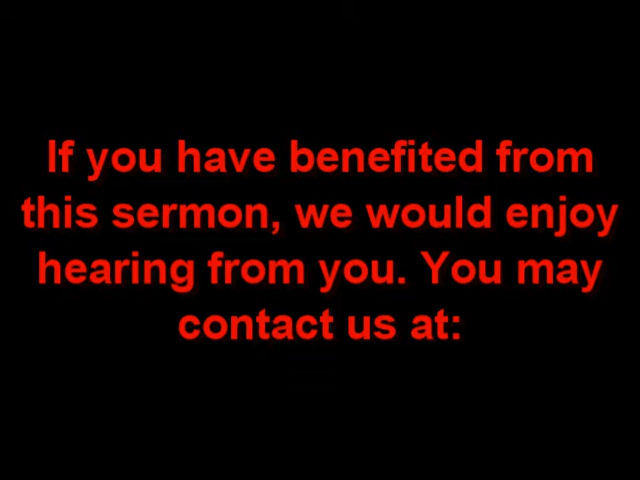 If you have benefited from
this sermon, we would enjoy
hearing from you. You may
contact us at: